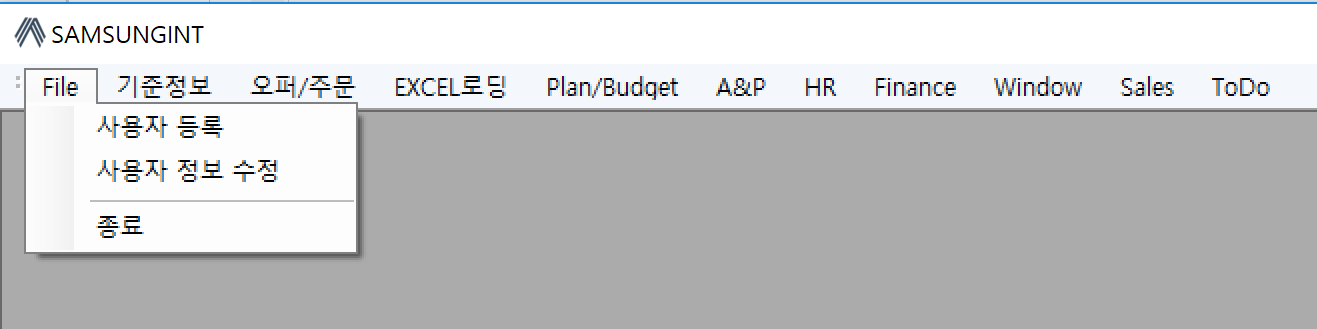 SAMSUNGINT
File 기준정보 오퍼/주문 EXCEL로딩 Plan/Budget A&P HR Finance Window Sales ToDo
사용자 등록
사용자 정보 수정
종료